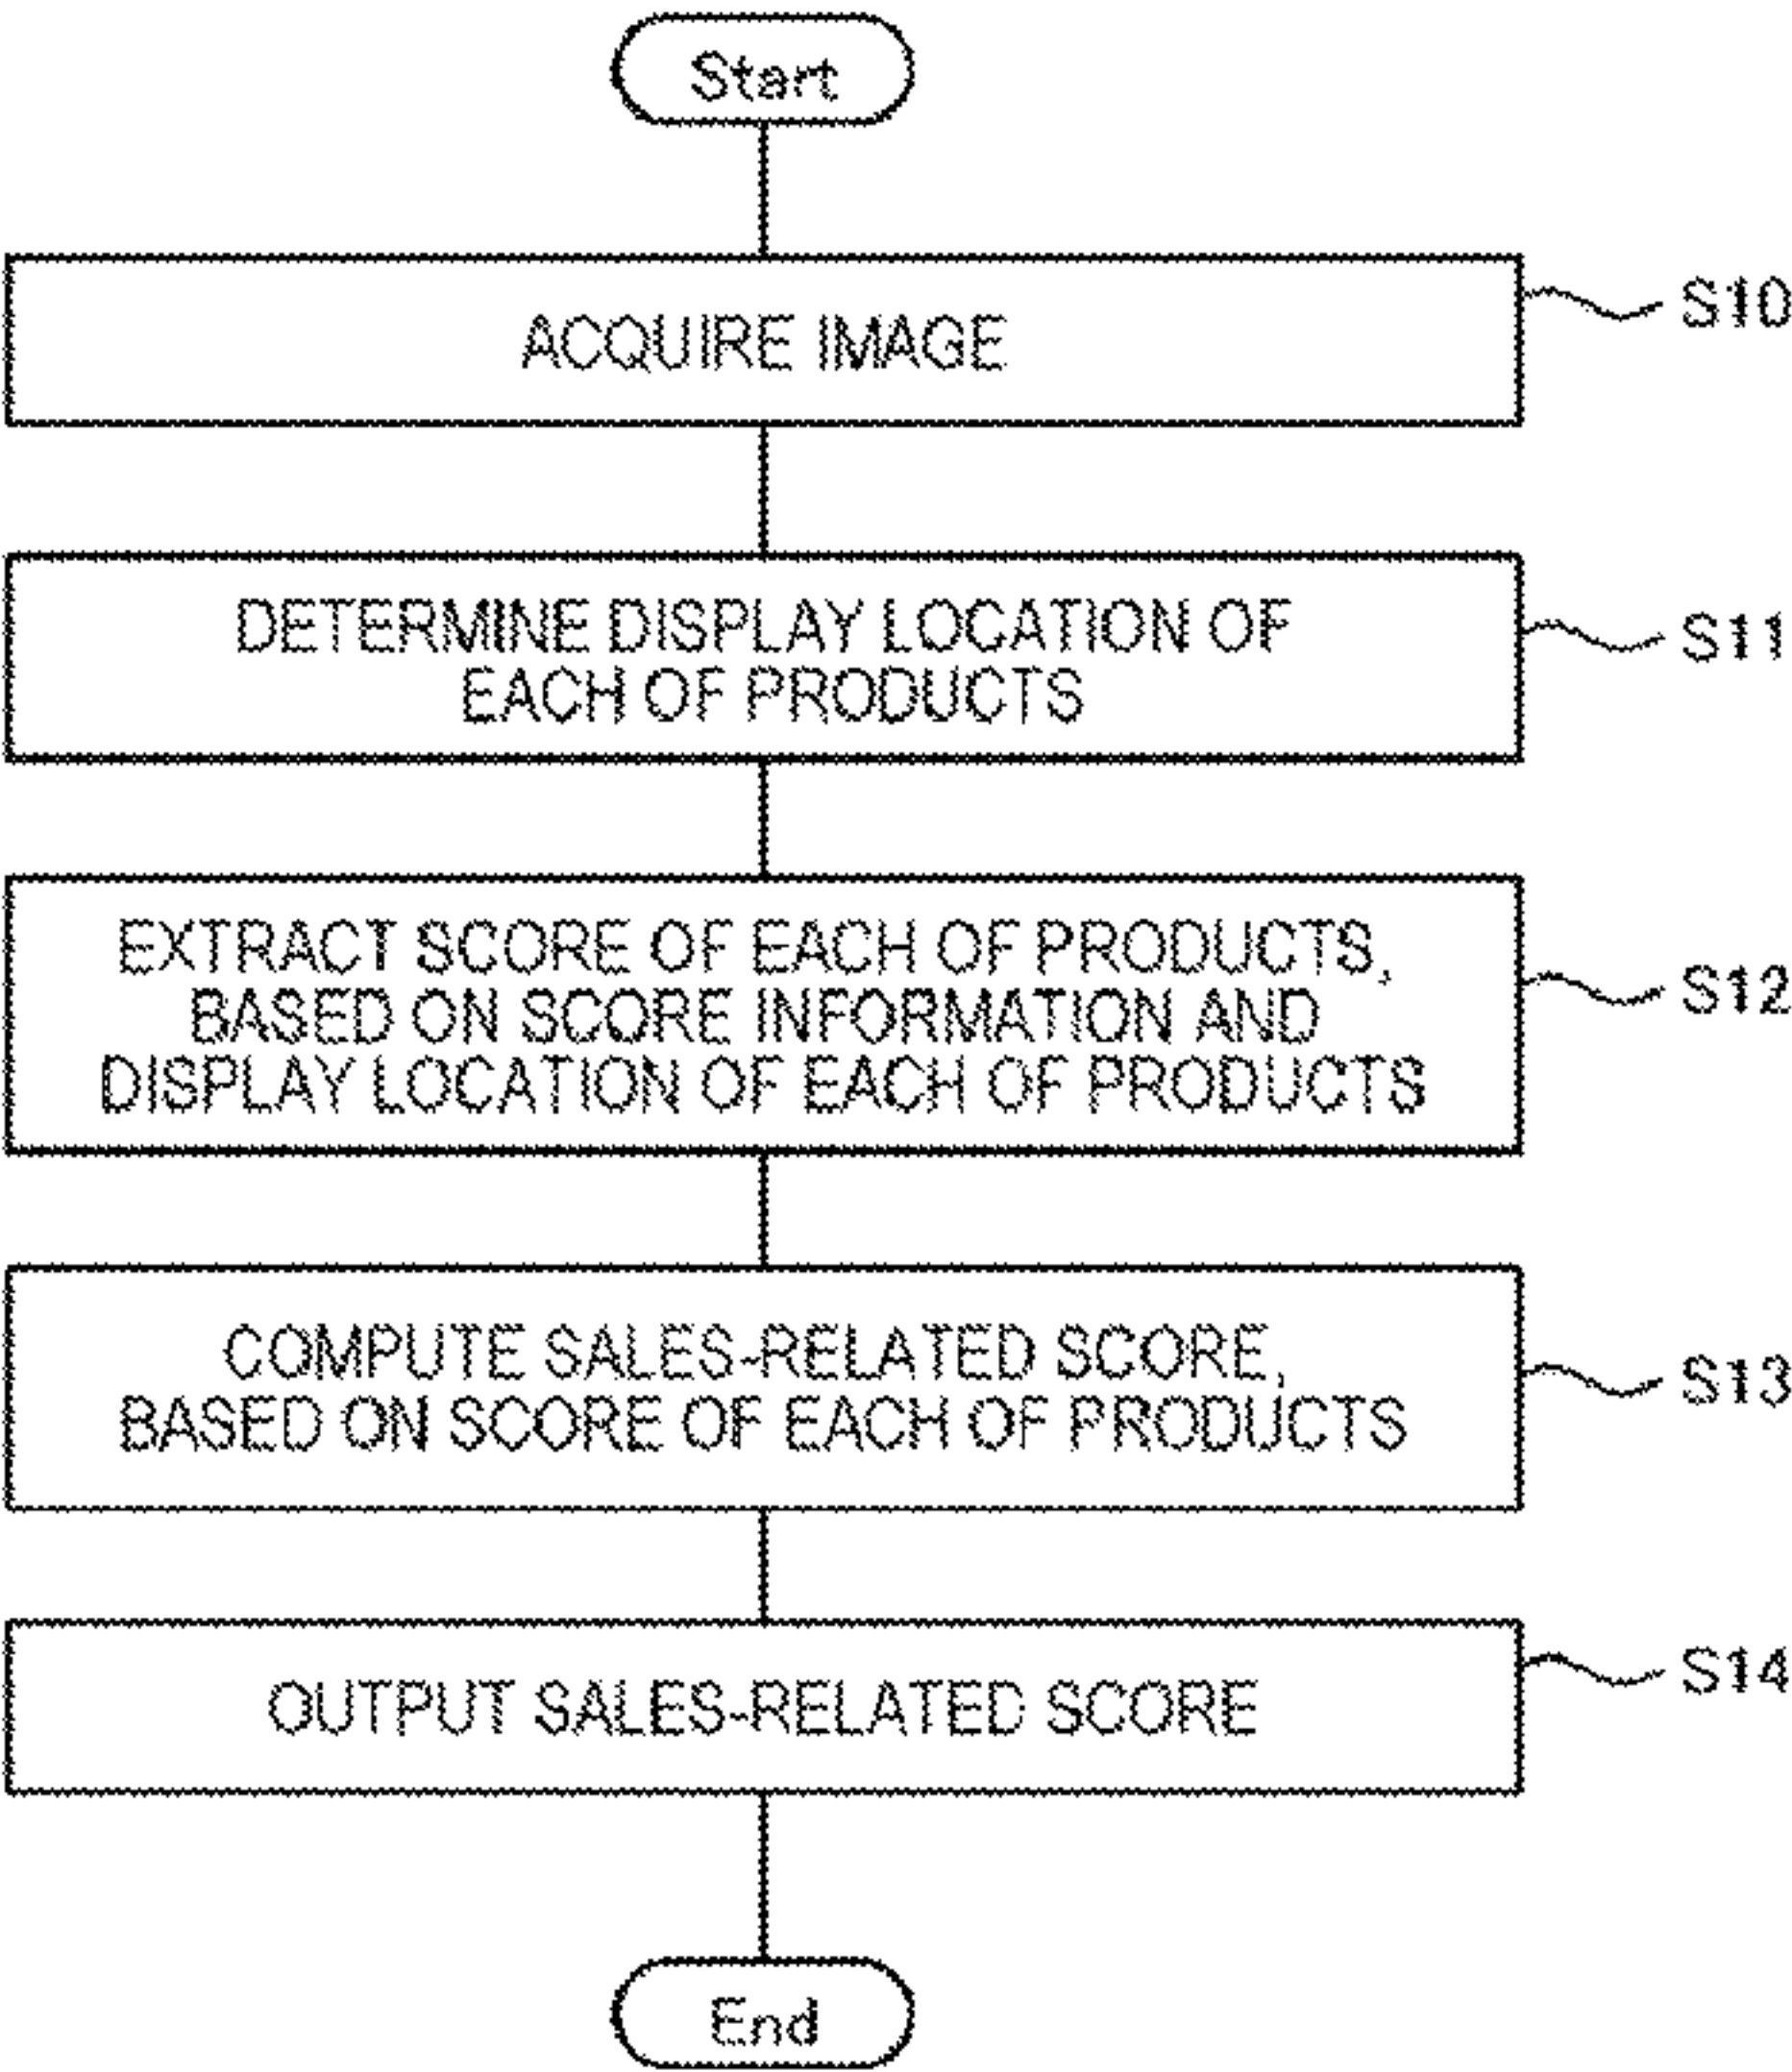 Start
ACQUIRE IMAGE
S10
DETERMINE DISPLAY LOCATION OF
EACH OF PRODUCTS
S11
EXTRACT SCORE OF EACH OF PRODUCTS,
BASED ON SCORE INFORMATION AND
DISPLAY LOCATION OF EACH OF PRODUCTS
S12
COMPUTE SALES-RELATED SCORE,
BASED ON SCORE OF EACH OF PRODUCTS
S13
OUTPUT SALES-RELATED SCORE
S14
End